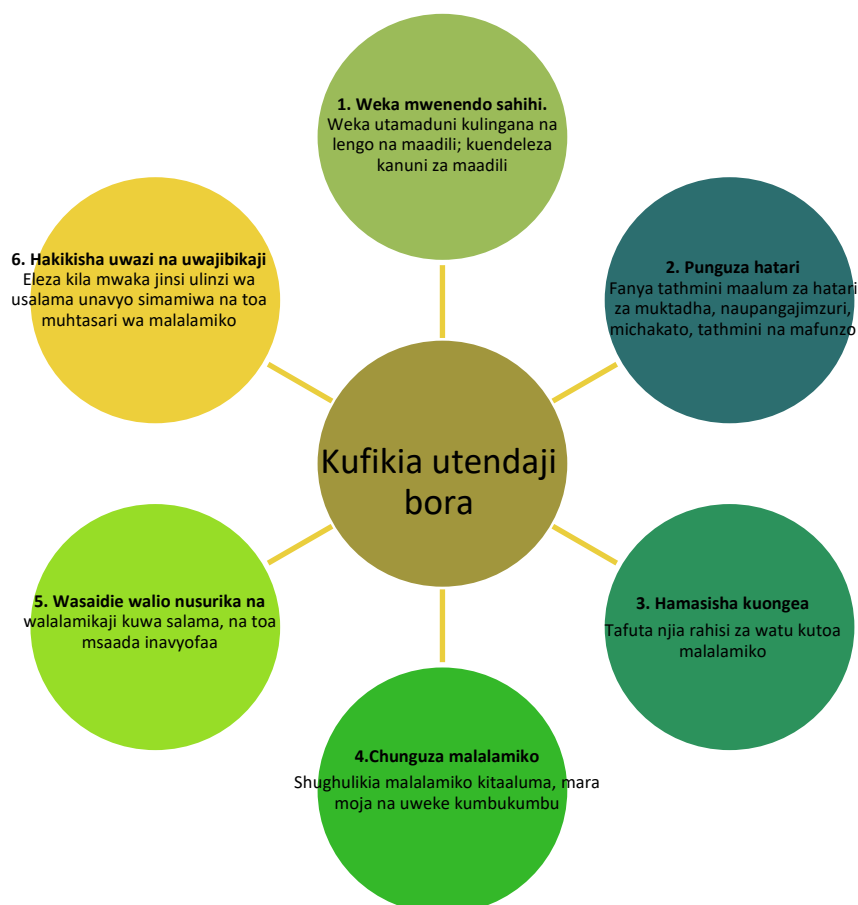 1. Weka mwenendo sahihi.
Weka utamaduni kulingana na
lengo na maadili; kuendeleza
kanuni za maadili
2. Punguza hatari
Fanya tathmini maalum za hatari
za muktadha, naupangajimzuri,
michakato, tathmini na mafunzo
3. Hamasisha kuongea
Tafuta njia rahisi za watu kutoa
malalamiko
4.Chunguza malalamiko
Shughulikia malalamiko kitaaluma, mara
moja na uweke kumbukumbu
5. Wasaidie walio nusurika na
walalamikaji kuwa salama, na toa
msaada inavyofaa
6. Hakikisha uwazi na uwajibikaji
Eleza kila mwaka jinsi ulinzi wa
usalama unavyo simamiwa na toa
muhtasari wa malalamiko
Kufikia utendaji
bora